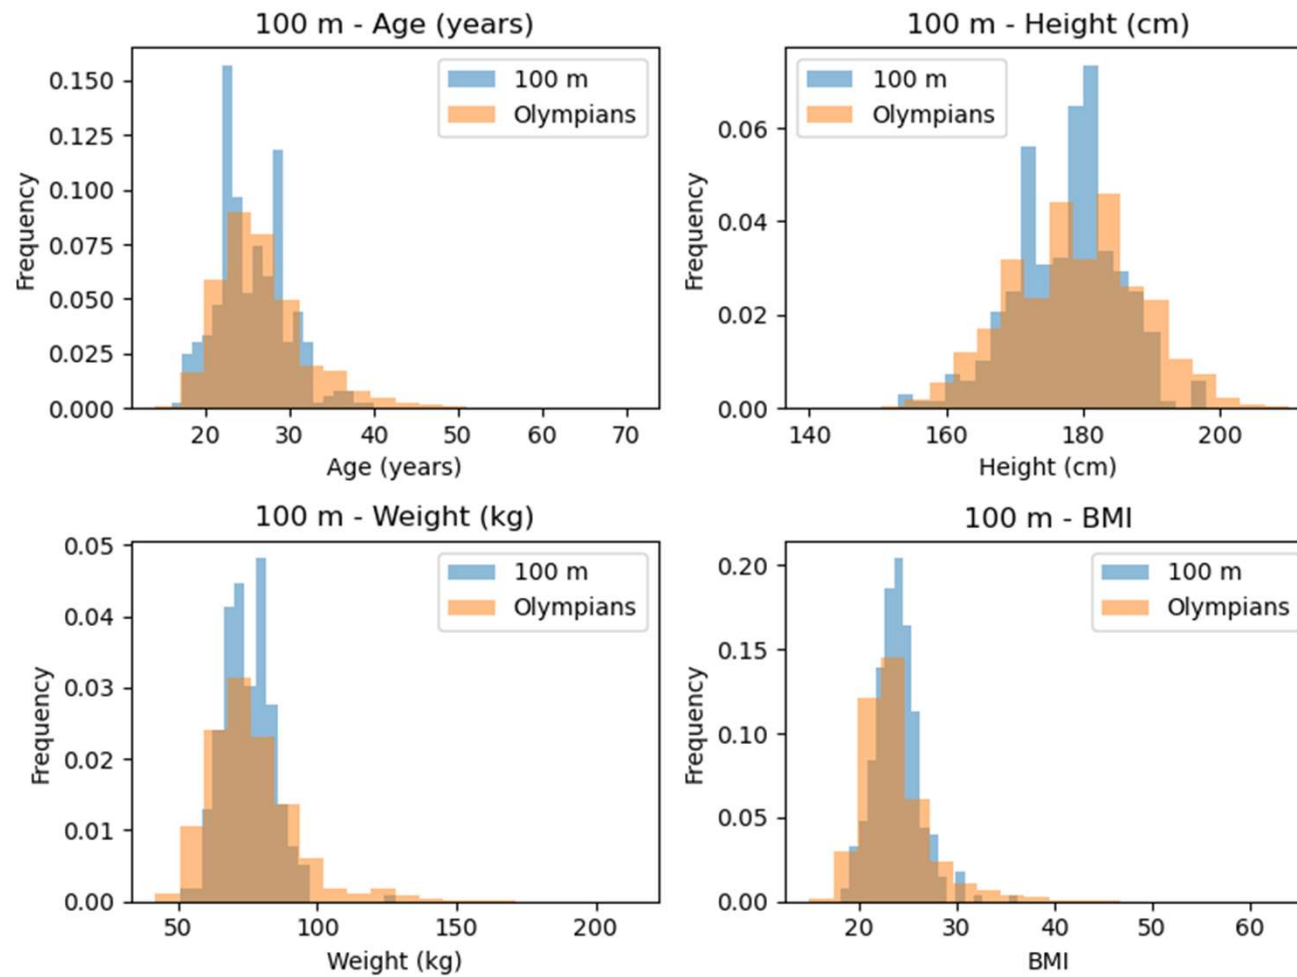 100 m - Age (years)
0.150
0.125
0.100
0.075
0.050
0.025
0.000
Frequency
100 m
Olympians
20 30 40 50 60 70
Age (years)
100 m - Height (cm)
0.06
0.04
0.02
0.00
Frequency
100 m
Olympians
140 160 180 200
Height (cm)
100 m - Weight (kg)
0.05
0.04
0.03
0.02
0.01
0.00
Frequency
100 m
Olympians
50 100 150 200
Weight (kg)
100 m - BMI
0.20
0.15
0.10
0.05
0.00
Frequency
100 m
Olympians
20 30 40 50 60
BMI